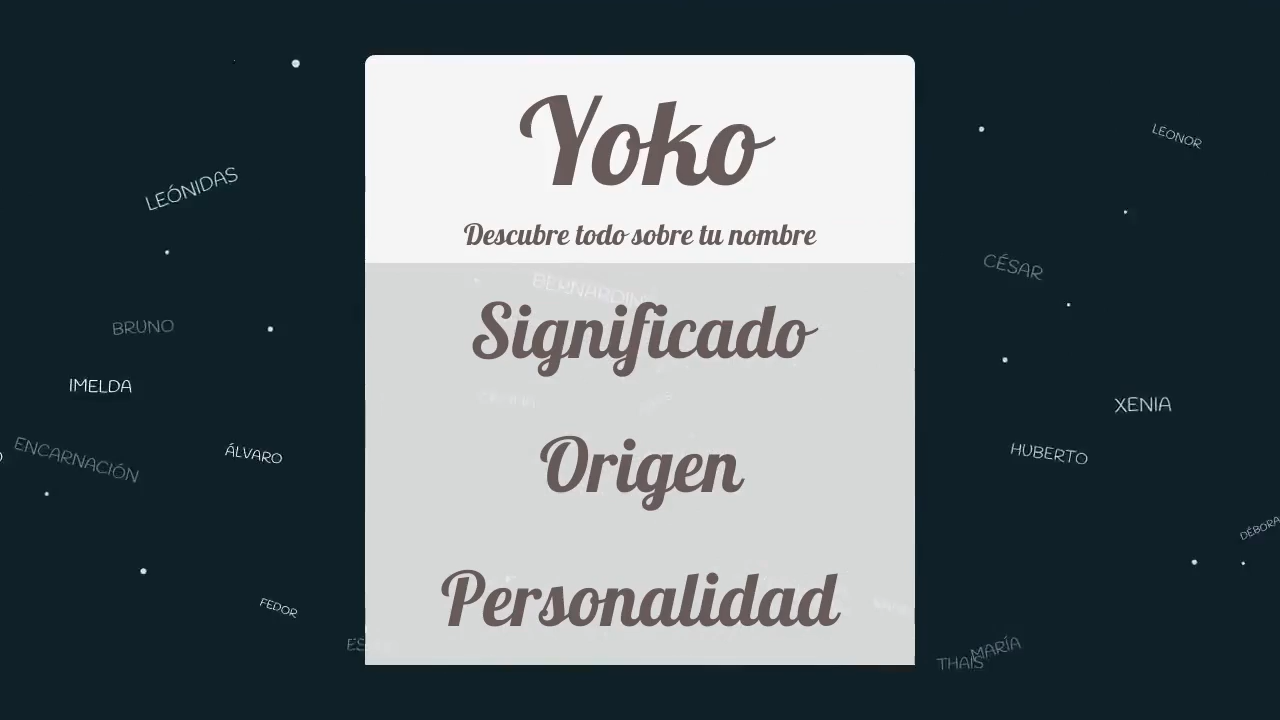 Yoko
Descubre todo sobre tu nombre
Significado
Origen
Personalidad
LEÓNIDAS
BRUNO
IMELDA
ENCARNACIÓN
ÁLVARO
FEDOR
LEONOR
CÉSAR
XENIA
HUBERTO
DÉBORA
MARÍA
THAIS